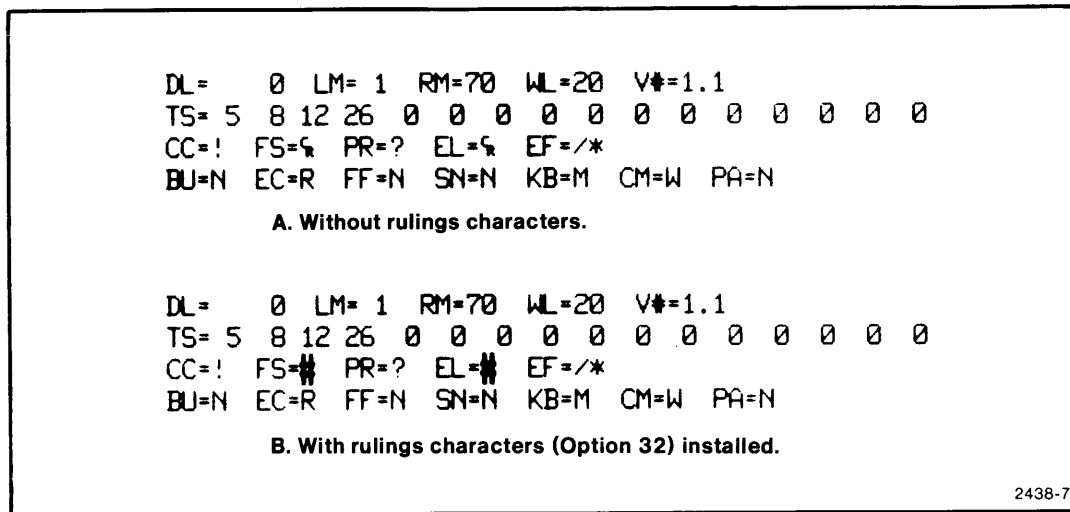 DL=    0  LM= 1  RM=70  WL=20  V#=1.1
TS= 5  8 12 26  0  0  0  0  0  0  0  0  0  0  0  0
CC=!  FS=␍  PR=?  EL=␍  EF=/*
BU=N  EC=R  FF=N  SN=N  KB=M  CM=W  PA=N
A. Without rulings characters.
DL=    0  LM= 1  RM=70  WL=20  V#=1.1
TS= 5  8 12 26  0  0  0  0  0  0  0  0  0  0  0  0
CC=!  FS=#  PR=?  EL=#  EF=/*
BU=N  EC=R  FF=N  SN=N  KB=M  CM=W  PA=N
B. With rulings characters (Option 32) installed.
2438-7